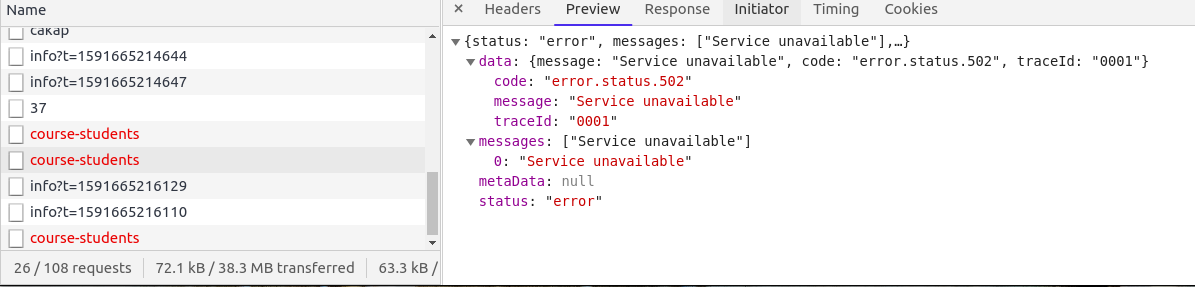 Name
cakap
info?t=1591665214644
info?t=1591665214647
37
course-students
course-students
info?t=1591665216129
info?t=1591665216110
course-students
26 / 108 requests 72.1 kB / 38.3 MB transferred 63.3 kB /
× Headers Preview Response Initiator Timing Cookies
▼{status: "error", messages: ["Service unavailable"],…}
▼data: {message: "Service unavailable", code: "error.status.502", traceId: "0001"}
code: "error.status.502"
message: "Service unavailable"
traceId: "0001"
▼messages: ["Service unavailable"]
0: "Service unavailable"
metaData: null
status: "error"